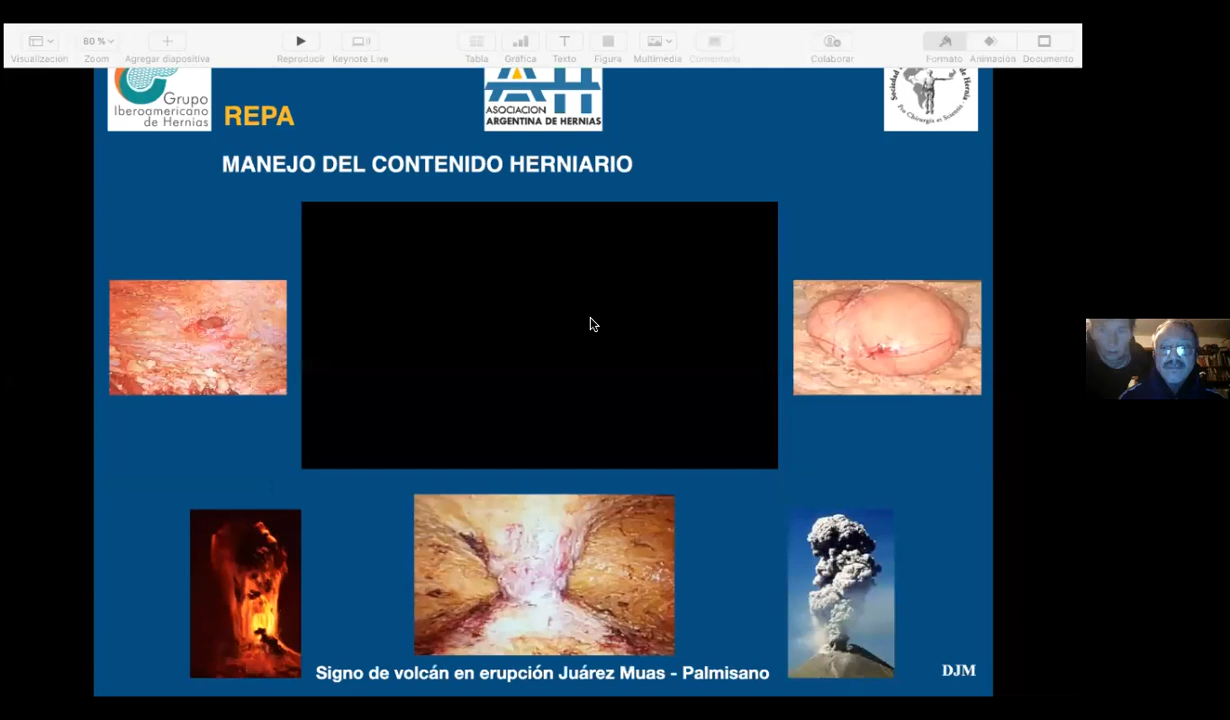 80 %
Visualización
Zoom
Agregar diapositiva
Reproducir
Keynote Live
Tabla
Gráfica
Texto
Figura
Multimedia
Comentario
Colaborar
Formato
Animación
Documento
Grupo
Iberoamericano
de Hernias
REPA
ASOCIACION
ARGENTINA DE HERNIAS
MANEJO DEL CONTENIDO HERNIARIO
Signo de volcán en erupción Juárez Muas - Palmisano
DJM